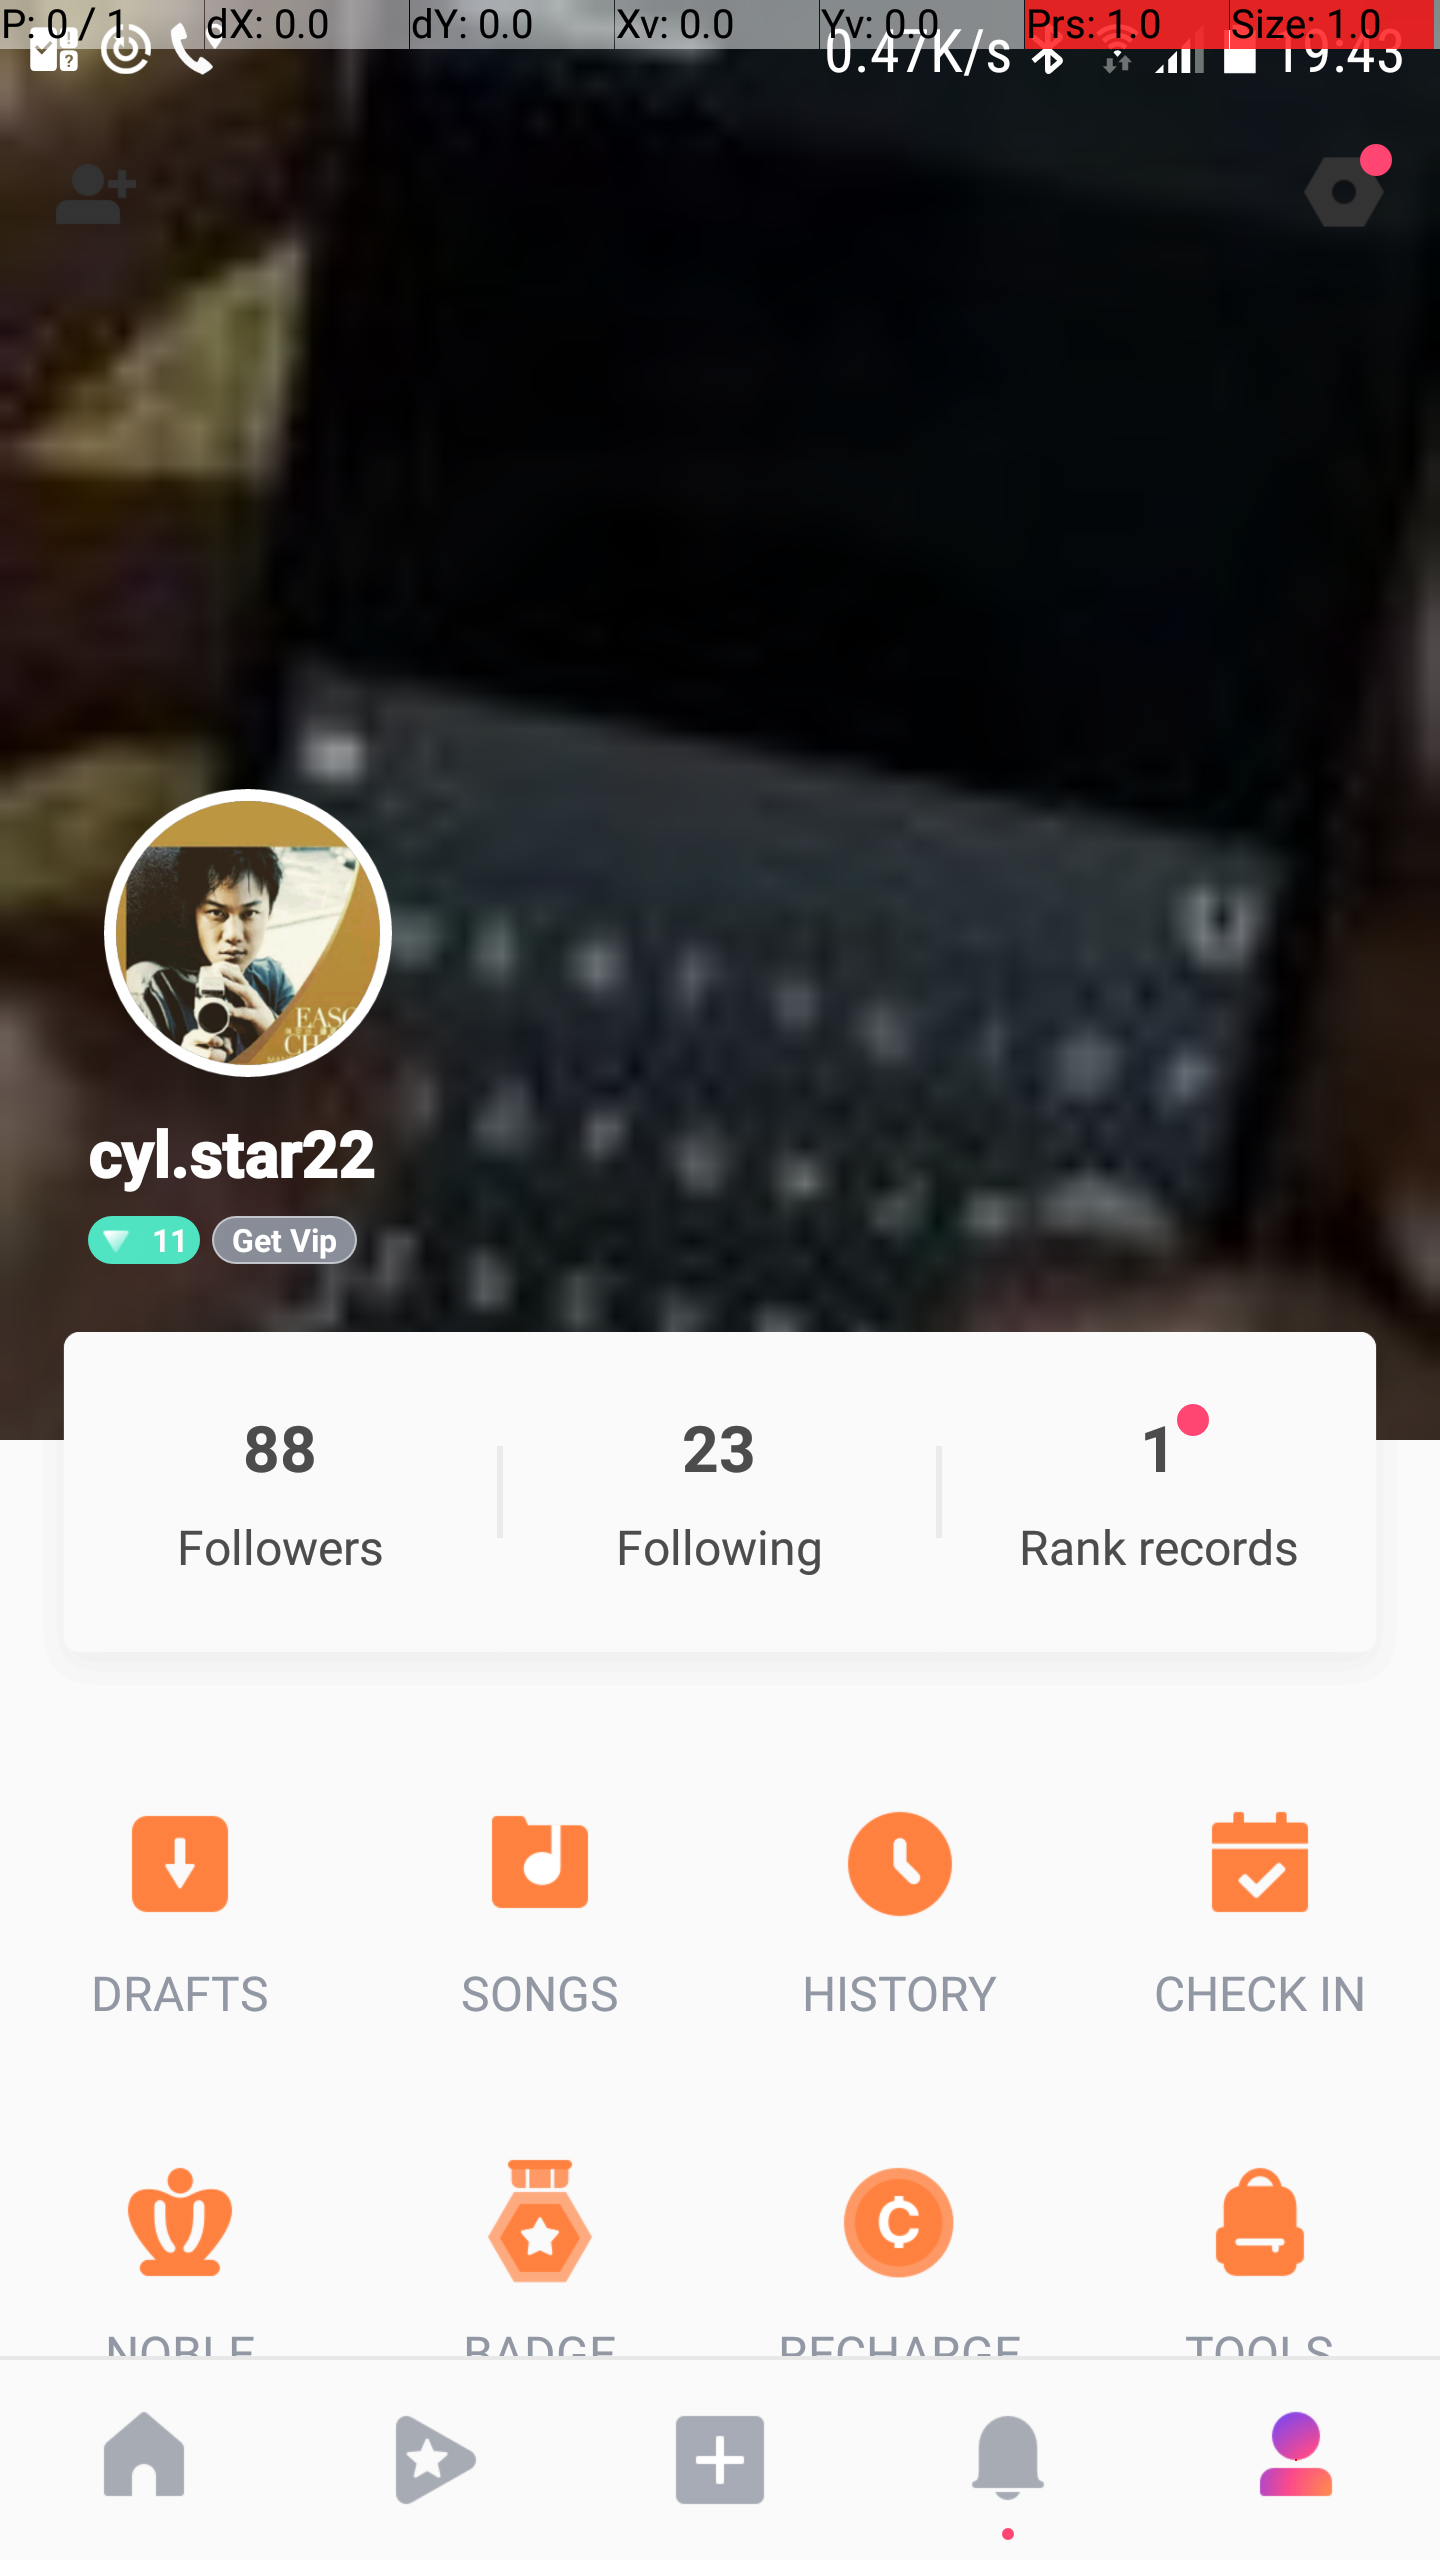 P: 0 / 1 dX: 0.0 dY: 0.0 Xv: 0.0 Yv: 0.0 Prs: 1.0 Size: 1.0
0.47K/s 19:43
cyl.star22
11 Get Vip
88 23 1
Followers Following Rank records
DRAFTS SONGS HISTORY CHECK IN
NOBLE BADGE RECHARGE TOOLS